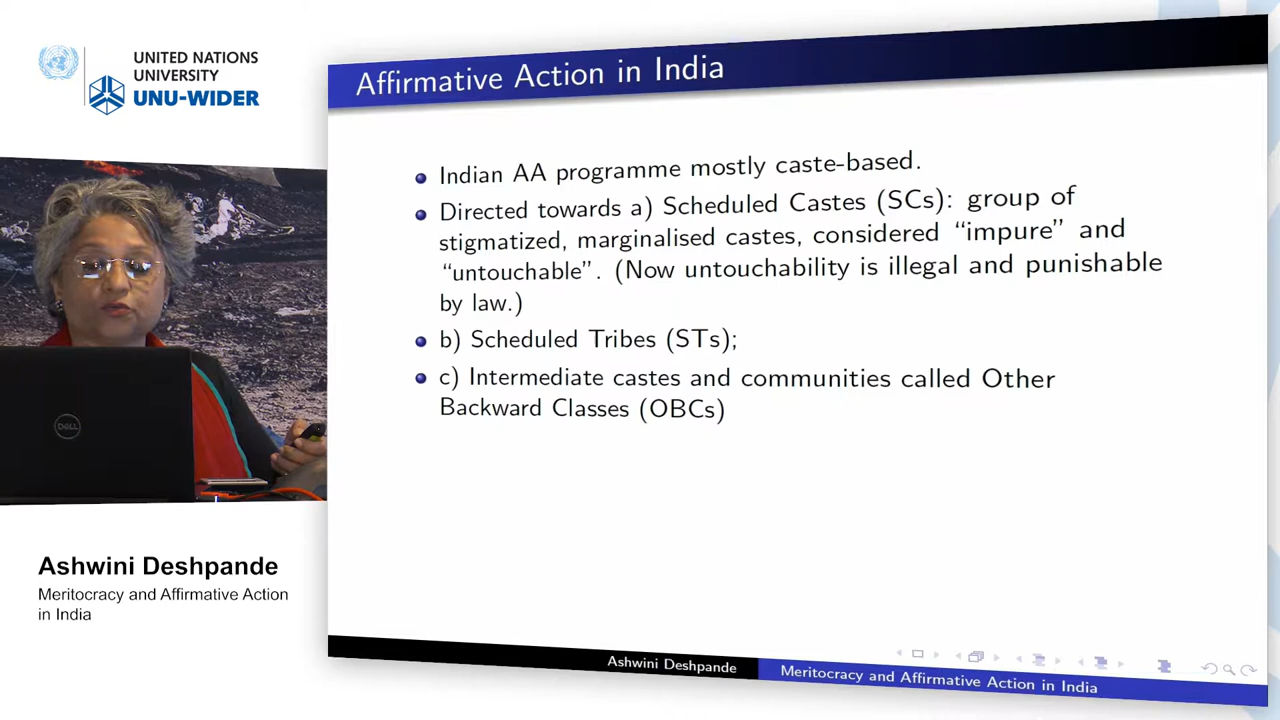 UNITED NATIONS
UNIVERSITY
UNU-WIDER
Affirmative Action in India
Indian AA programme mostly caste-based.
Directed towards a) Scheduled Castes (SCs): group of
stigmatized, marginalised castes, considered “impure” and
“untouchable”. (Now untouchability is illegal and punishable
by law.)
b) Scheduled Tribes (STs);
c) Intermediate castes and communities called Other
Backward Classes (OBCs)
DELL
Ashwini Deshpande
Meritocracy and Affirmative Action
in India
Ashwini Deshpande
Meritocracy and Affirmative Action in India